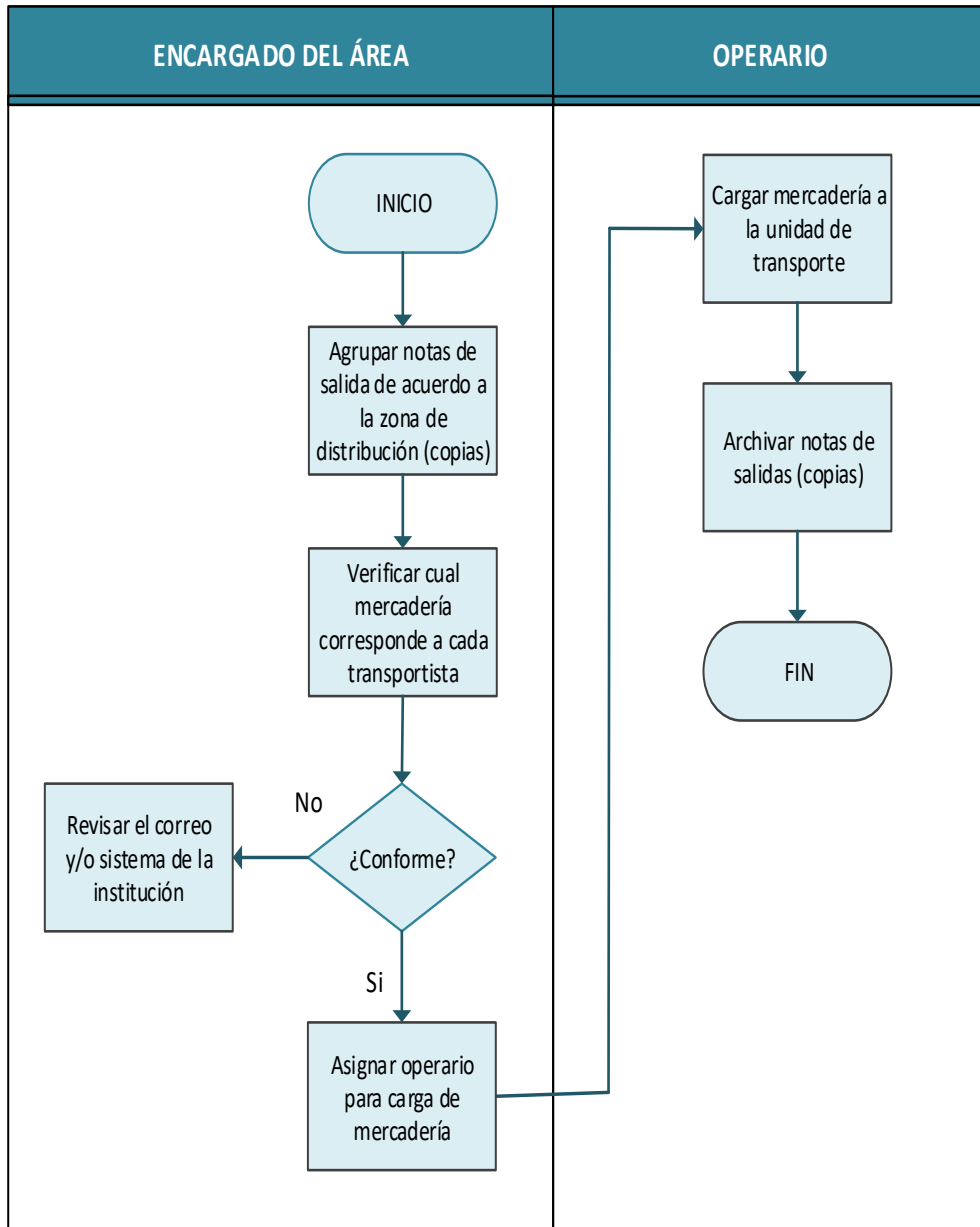 ENCARGADO DEL ÁREA
OPERARIO
INICIO
Agrupar notas de
salida de acuerdo a
la zona de
distribución (copias)
Verificar cual
mercadería
corresponde a cada
transportista
¿Conforme?
No
Revisar el correo
y/o sistema de la
institución
Si
Asignar operario
para carga de
mercadería
Cargar mercadería a
la unidad de
transporte
Archivar notas de
salidas (copias)
FIN